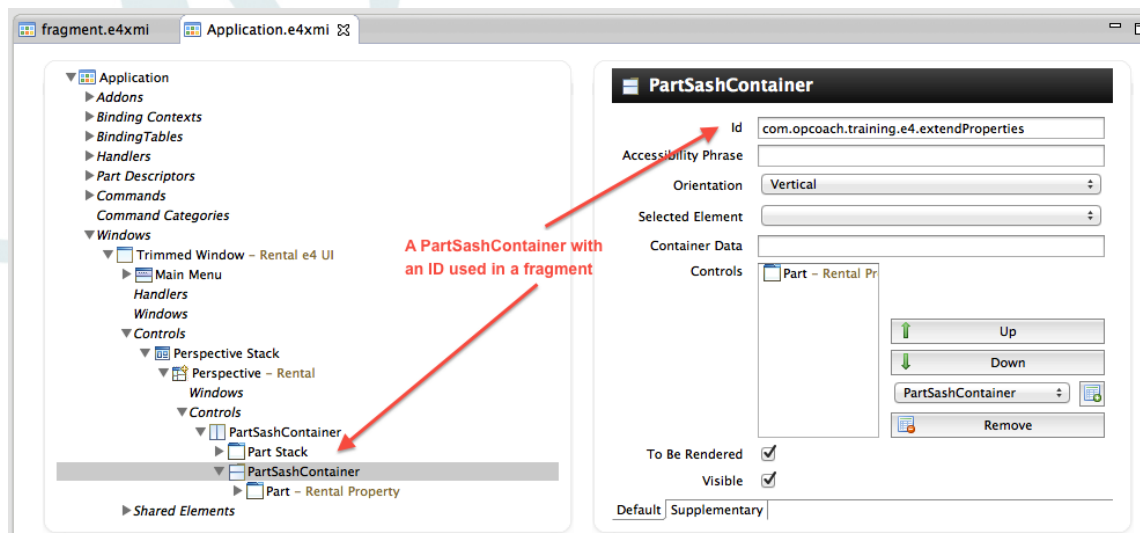 fragment.e4xmi
Application.e4xmi
Application
Addons
Binding Contexts
BindingTables
Handlers
Part Descriptors
Commands
Command Categories
Windows
Trimmed Window – Rental e4 UI
Main Menu
Handlers
Windows
Controls
Perspective Stack
Perspective – Rental
Windows
Controls
PartSashContainer
Part Stack
PartSashContainer
Part – Rental Property
Shared Elements
A PartSashContainer with
an ID used in a fragment
PartSashContainer
Id com.opcoach.training.e4.extendProperties
Accessibility Phrase
Orientation Vertical
Selected Element
Container Data
Controls Part – Rental Pr
Up
Down
PartSashContainer
Remove
To Be Rendered
Visible
Default Supplementary